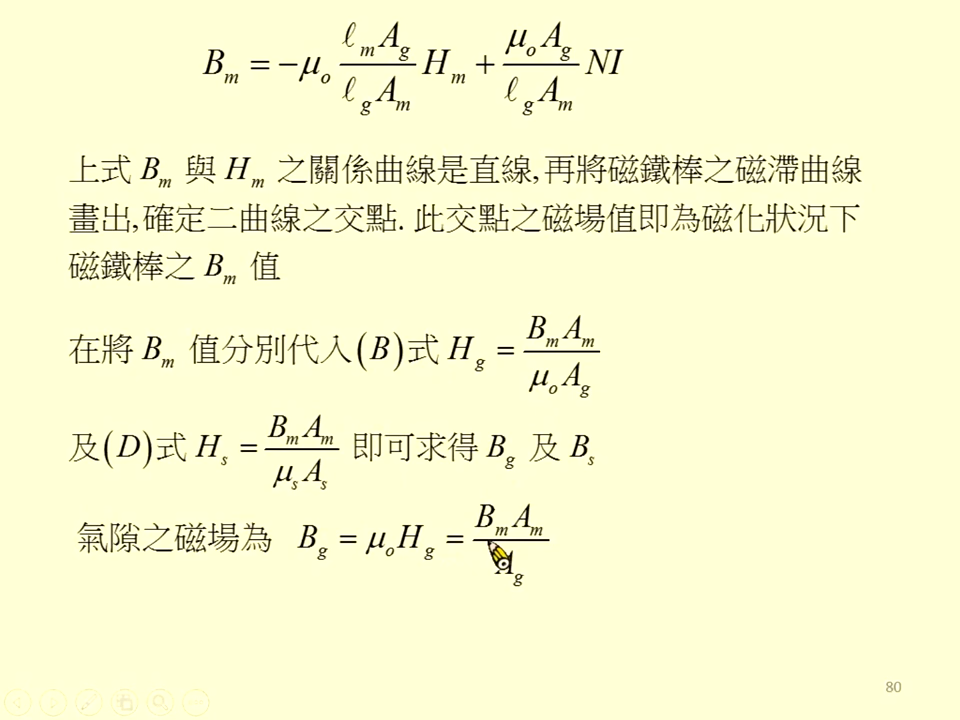 B_m = −μ_o (ℓ_m A_g / ℓ_g A_m) H_m + (μ_o A_g / ℓ_g A_m) NI
上式 B_m 與 H_m 之關係曲線是直線,再將磁鐵棒之磁滯曲線
畫出,確定二曲線之交點. 此交點之磁場值即為磁化狀況下
磁鐵棒之 B_m 值
在將 B_m 值分別代入(B)式 H_g = B_m A_m / μ_o A_g
及(D)式 H_s = B_m A_m / μ_s A_s 即可求得 B_g 及 B_s
氣隙之磁場為 B_g = μ_o H_g = B_m A_m / A_g
80